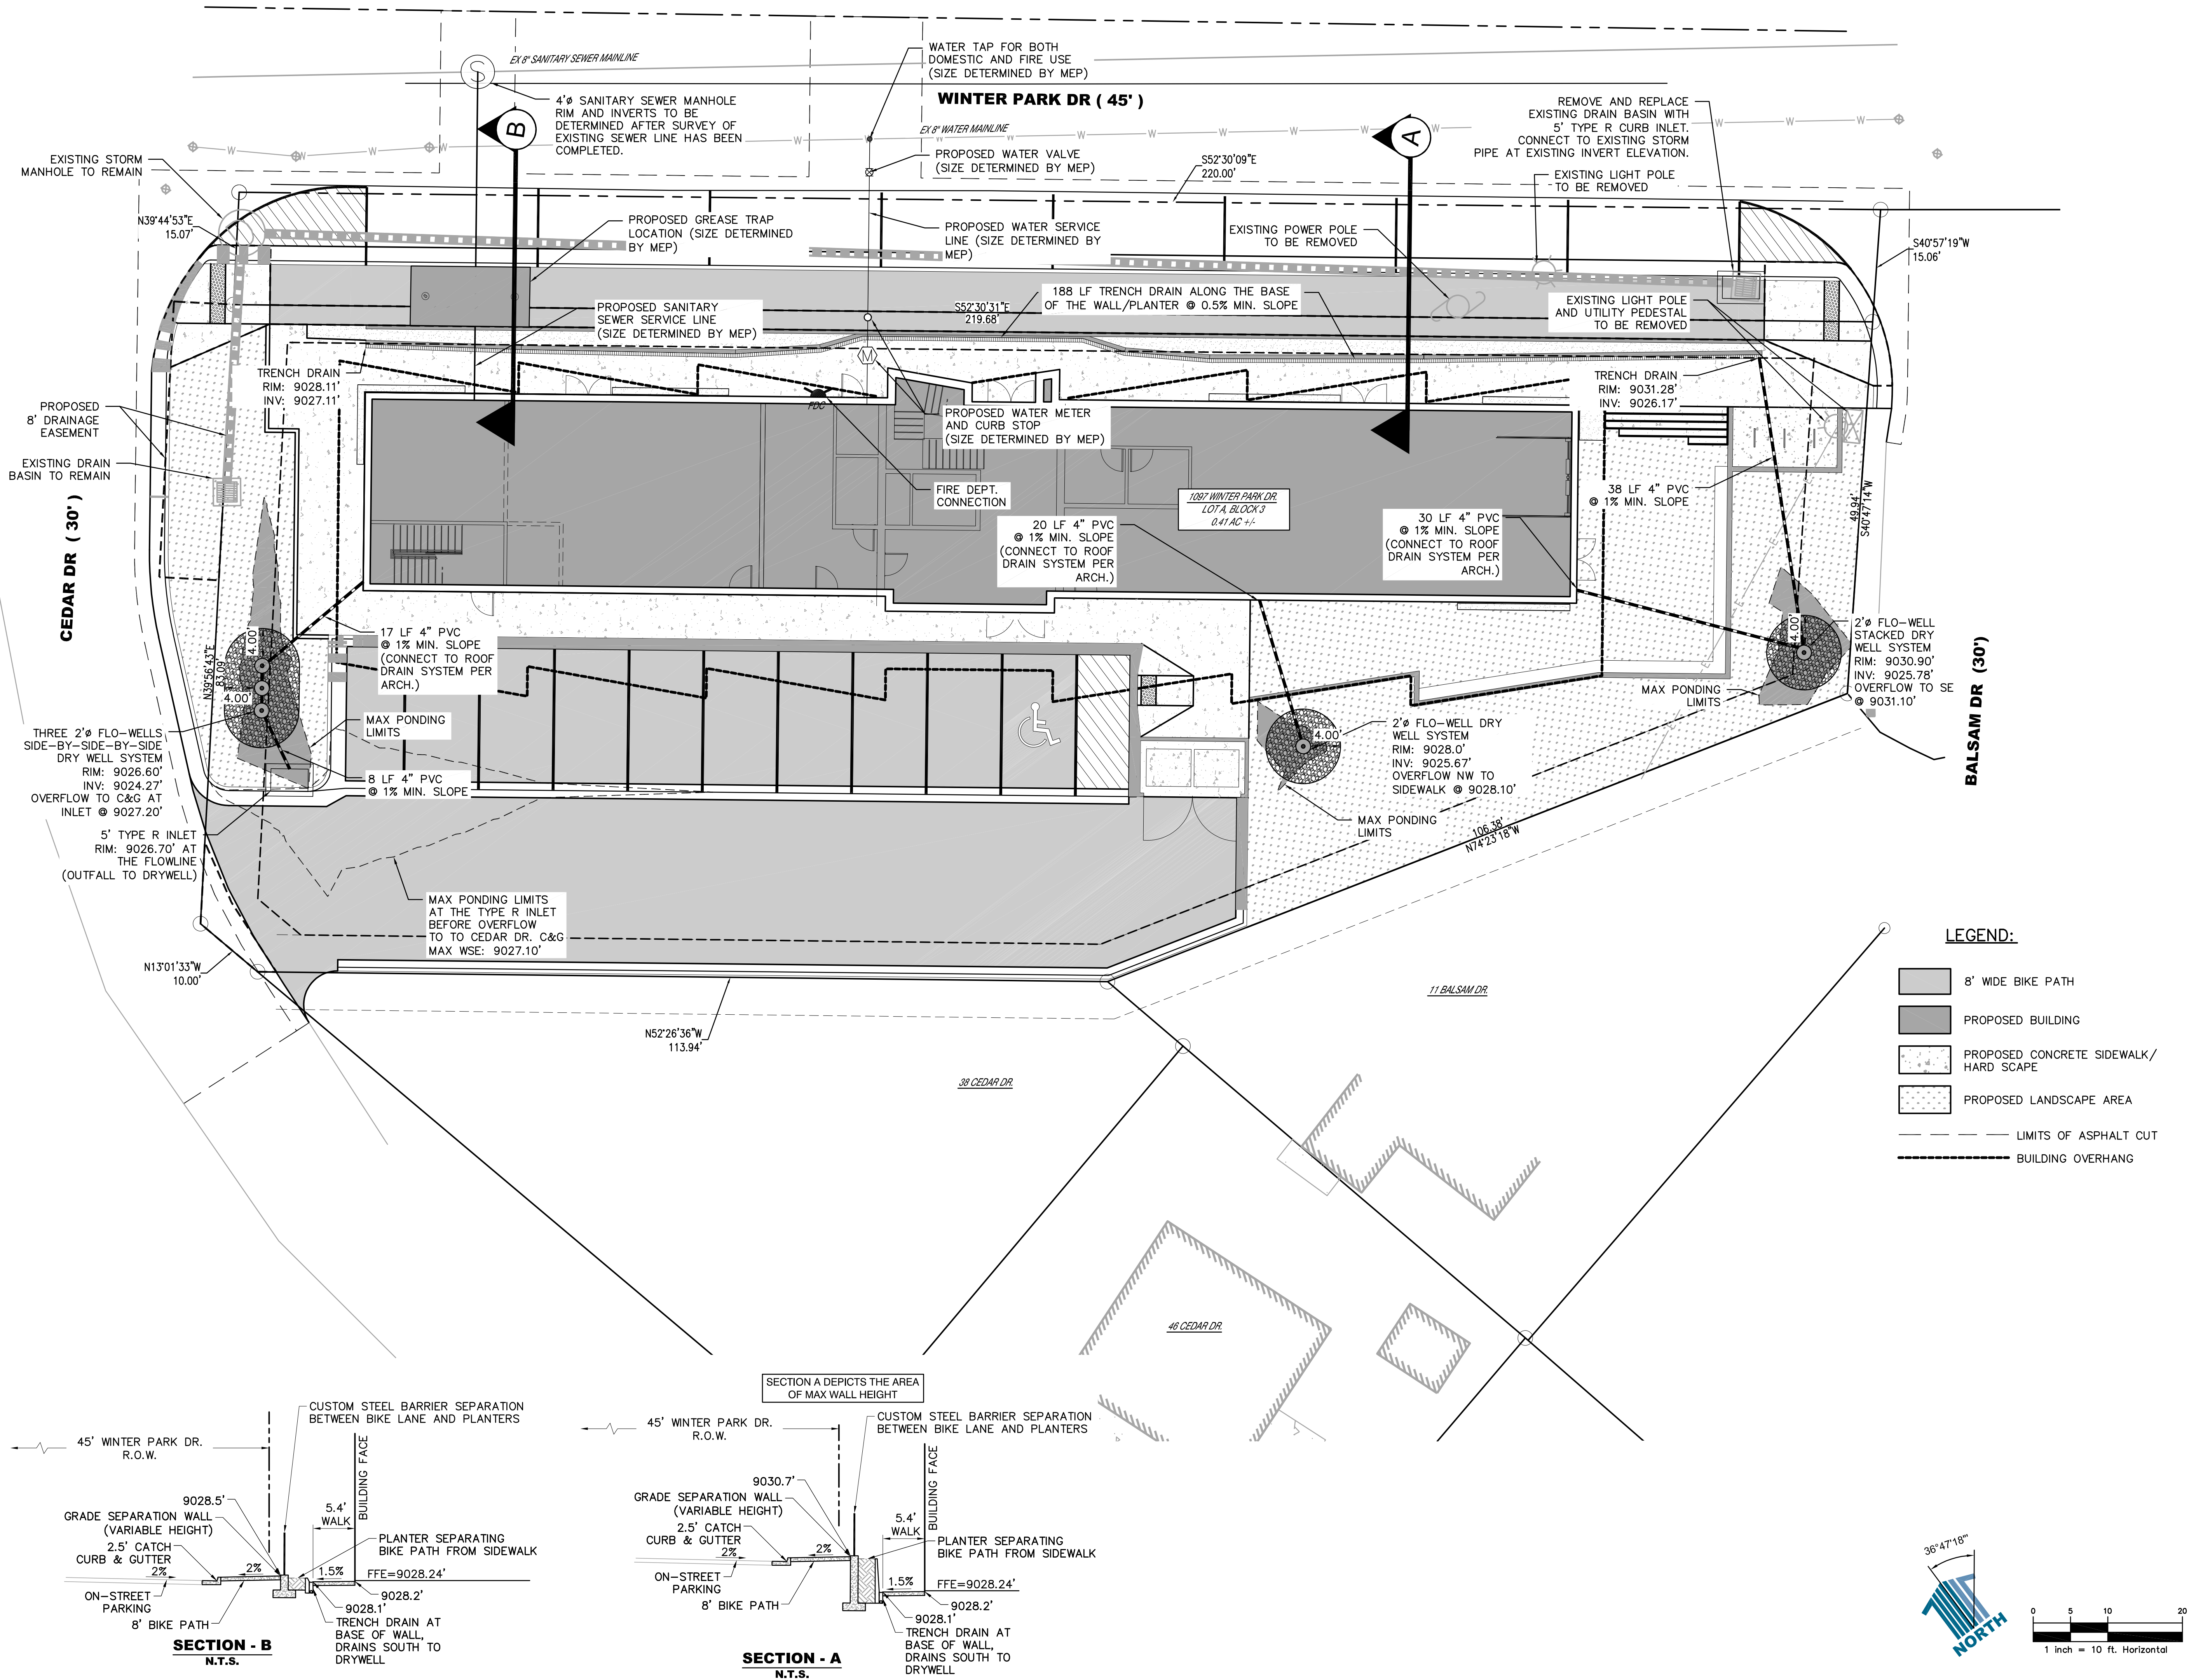 EX 8" SANITARY SEWER MAINLINE
WATER TAP FOR BOTH
DOMESTIC AND FIRE USE
(SIZE DETERMINED BY MEP)
WINTER PARK DR ( 45' )
4'ø SANITARY SEWER MANHOLE
RIM AND INVERTS TO BE
DETERMINED AFTER SURVEY OF
EXISTING SEWER LINE HAS BEEN
COMPLETED.
B
EX 8" WATER MAINLINE
W
W
W
W
W
W
W
W
W
W
W
A
REMOVE AND REPLACE
EXISTING DRAIN BASIN WITH
5' TYPE R CURB INLET.
CONNECT TO EXISTING STORM
PIPE AT EXISTING INVERT ELEVATION.
S
EXISTING STORM
MANHOLE TO REMAIN
PROPOSED WATER VALVE
(SIZE DETERMINED BY MEP)
S52°30'09"E
220.00'
EXISTING LIGHT POLE
TO BE REMOVED
N39°44'53"E
15.07'
PROPOSED GREASE TRAP
LOCATION (SIZE DETERMINED
BY MEP)
PROPOSED WATER SERVICE
LINE (SIZE DETERMINED BY
MEP)
EXISTING POWER POLE
TO BE REMOVED
S40°57'19"W
15.06'
PROPOSED SANITARY
SEWER SERVICE LINE
(SIZE DETERMINED BY MEP)
S52°30'31"E
219.68'
188 LF TRENCH DRAIN ALONG THE BASE
OF THE WALL/PLANTER @ 0.5% MIN. SLOPE
EXISTING LIGHT POLE
AND UTILITY PEDESTAL
TO BE REMOVED
M
TRENCH DRAIN
RIM: 9028.11'
INV: 9027.11'
TRENCH DRAIN
RIM: 9031.28'
INV: 9026.17'
PROPOSED
8' DRAINAGE
EASEMENT
FDC
PROPOSED WATER METER
AND CURB STOP
(SIZE DETERMINED BY MEP)
EXISTING DRAIN
BASIN TO REMAIN
FIRE DEPT.
CONNECTION
1097 WINTER PARK DR.
LOT A, BLOCK 3
0.41 AC +/-
38 LF 4" PVC
@ 1% MIN. SLOPE
49.94'
S40°47'14"W
CEDAR DR ( 30' )
20 LF 4" PVC
@ 1% MIN. SLOPE
(CONNECT TO ROOF
DRAIN SYSTEM PER
ARCH.)
30 LF 4" PVC
@ 1% MIN. SLOPE
(CONNECT TO ROOF
DRAIN SYSTEM PER
ARCH.)
17 LF 4" PVC
@ 1% MIN. SLOPE
(CONNECT TO ROOF
DRAIN SYSTEM PER
ARCH.)
4.00'
4.00'
N39°56'43"E
83.09'
4.00'
2'ø FLO-WELL
STACKED DRY
WELL SYSTEM
RIM: 9030.90'
INV: 9025.78'
OVERFLOW TO SE
@ 9031.10'
BALSAM DR (30')
MAX PONDING
LIMITS
MAX PONDING
LIMITS
THREE 2'ø FLO-WELLS
SIDE-BY-SIDE-BY-SIDE
DRY WELL SYSTEM
RIM: 9026.60'
INV: 9024.27'
OVERFLOW TO C&G AT
INLET @ 9027.20'
4.00'
2'ø FLO-WELL DRY
WELL SYSTEM
RIM: 9028.0'
INV: 9025.67'
OVERFLOW NW TO
SIDEWALK @ 9028.10'
8 LF 4" PVC
@ 1% MIN. SLOPE
MAX PONDING
LIMITS
5' TYPE R INLET
RIM: 9026.70' AT
THE FLOWLINE
(OUTFALL TO DRYWELL)
106.38'
N74°23'18"W
MAX PONDING LIMITS
AT THE TYPE R INLET
BEFORE OVERFLOW
TO TO CEDAR DR. C&G
MAX WSE: 9027.10'
N13°01'33"W
10.00'
N52°26'36"W
113.94'
11 BALSAM DR.
38 CEDAR DR.
46 CEDAR DR.
LEGEND:
8' WIDE BIKE PATH
PROPOSED BUILDING
PROPOSED CONCRETE SIDEWALK/
HARD SCAPE
PROPOSED LANDSCAPE AREA
LIMITS OF ASPHALT CUT
BUILDING OVERHANG
CUSTOM STEEL BARRIER SEPARATION
BETWEEN BIKE LANE AND PLANTERS
45' WINTER PARK DR.
R.O.W.
BUILDING FACE
9028.5'
GRADE SEPARATION WALL
(VARIABLE HEIGHT)
5.4'
WALK
2.5' CATCH
CURB & GUTTER
PLANTER SEPARATING
BIKE PATH FROM SIDEWALK
2%
2%
1.5%
FFE=9028.24'
ON-STREET
PARKING
9028.2'
9028.1'
8' BIKE PATH
TRENCH DRAIN AT
BASE OF WALL,
DRAINS SOUTH TO
DRYWELL
SECTION - B
N.T.S.
SECTION A DEPICTS THE AREA
OF MAX WALL HEIGHT
CUSTOM STEEL BARRIER SEPARATION
BETWEEN BIKE LANE AND PLANTERS
45' WINTER PARK DR.
R.O.W.
BUILDING FACE
9030.7'
GRADE SEPARATION WALL
(VARIABLE HEIGHT)
5.4'
WALK
2.5' CATCH
CURB & GUTTER
PLANTER SEPARATING
BIKE PATH FROM SIDEWALK
2%
2%
1.5%
FFE=9028.24'
ON-STREET
PARKING
8' BIKE PATH
9028.2'
9028.1'
TRENCH DRAIN AT
BASE OF WALL,
DRAINS SOUTH TO
DRYWELL
SECTION - A
N.T.S.
36°47'18"
NORTH
0 5 10 20
1 inch = 10 ft. Horizontal